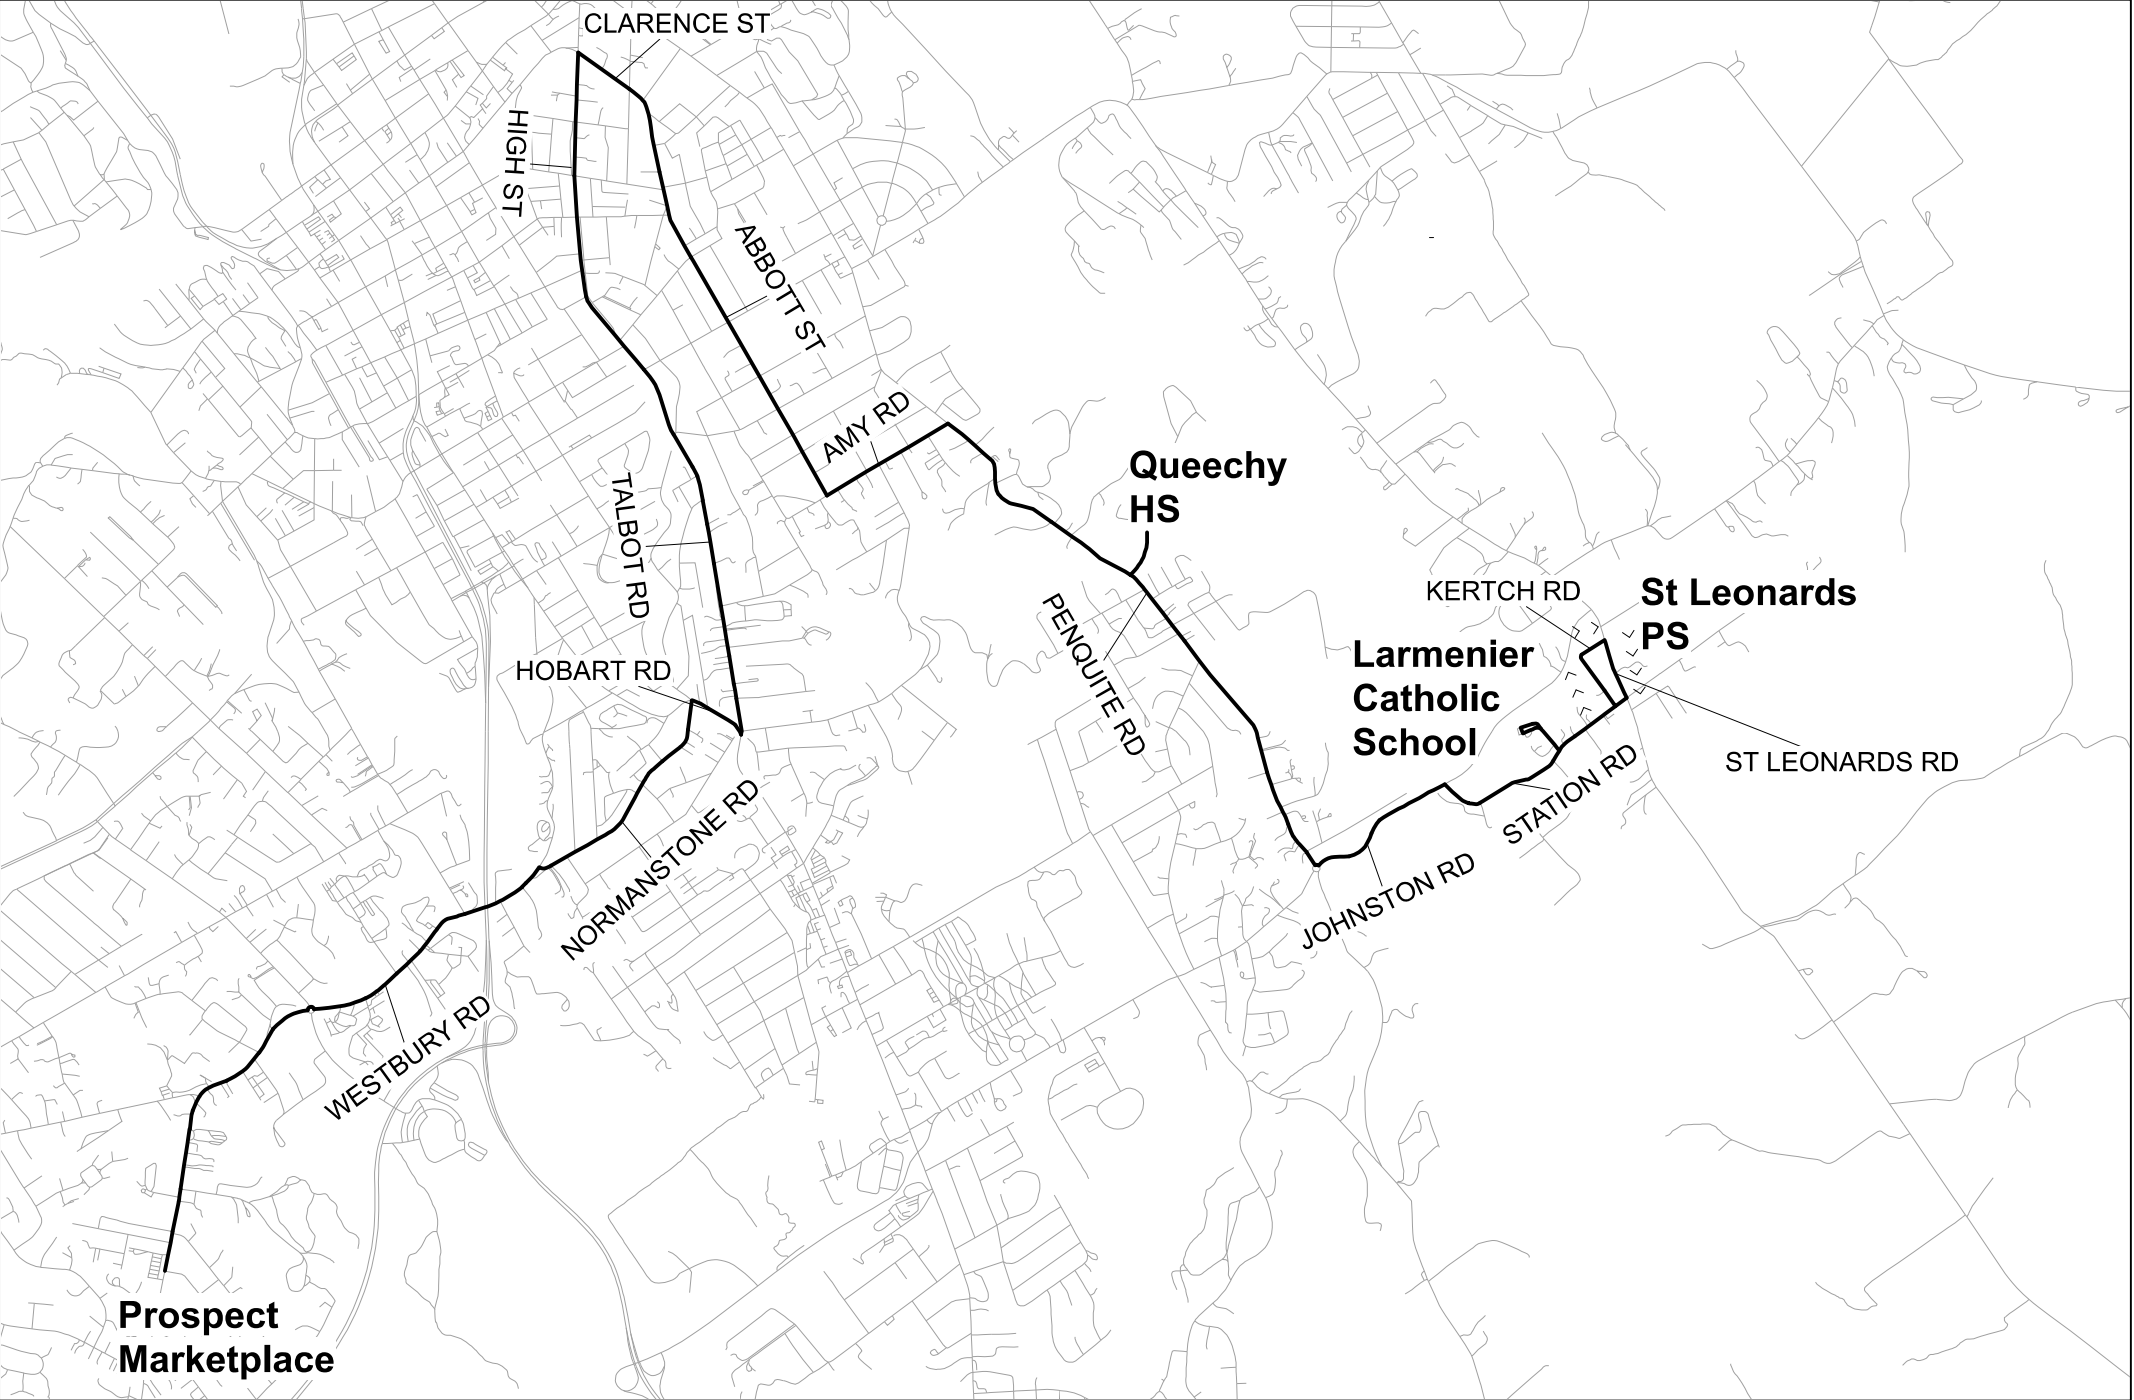 CLARENCE ST
HIGH ST
ABBOTT ST
AMY RD
Queechy
HS
TALBOT RD
KERTCH RD
St Leonards
PS
PENQUITE RD
Larmenier
Catholic
School
HOBART RD
ST LEONARDS RD
STATION RD
NORMANSTONE RD
JOHNSTON RD
WESTBURY RD
Prospect
Marketplace